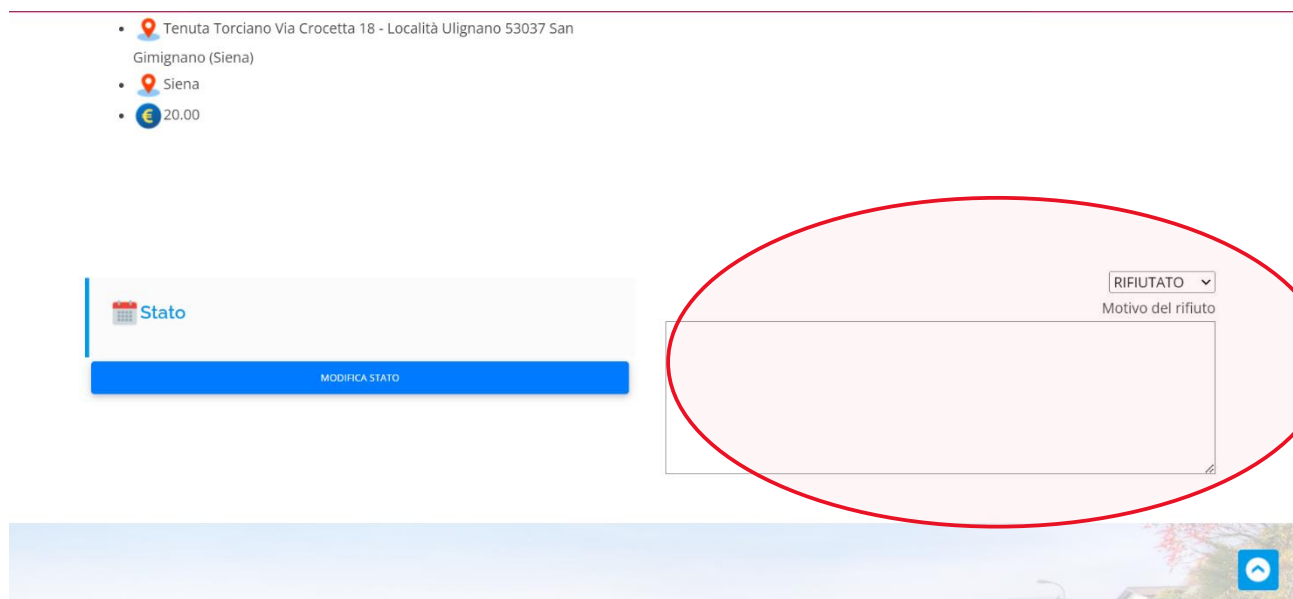 Tenuta Torciano Via Crocetta 18 - Località Ulignano 53037 San
Gimignano (Siena)
Siena
€ 20.00
Stato
MODIFICA STATO
RIFIUTATO
Motivo del rifiuto